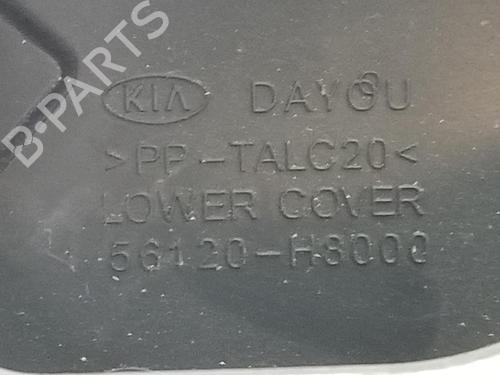 KIA DAYOU
>PP-TALC20<
LOWER COVER
56120-H8000
B-PARTS